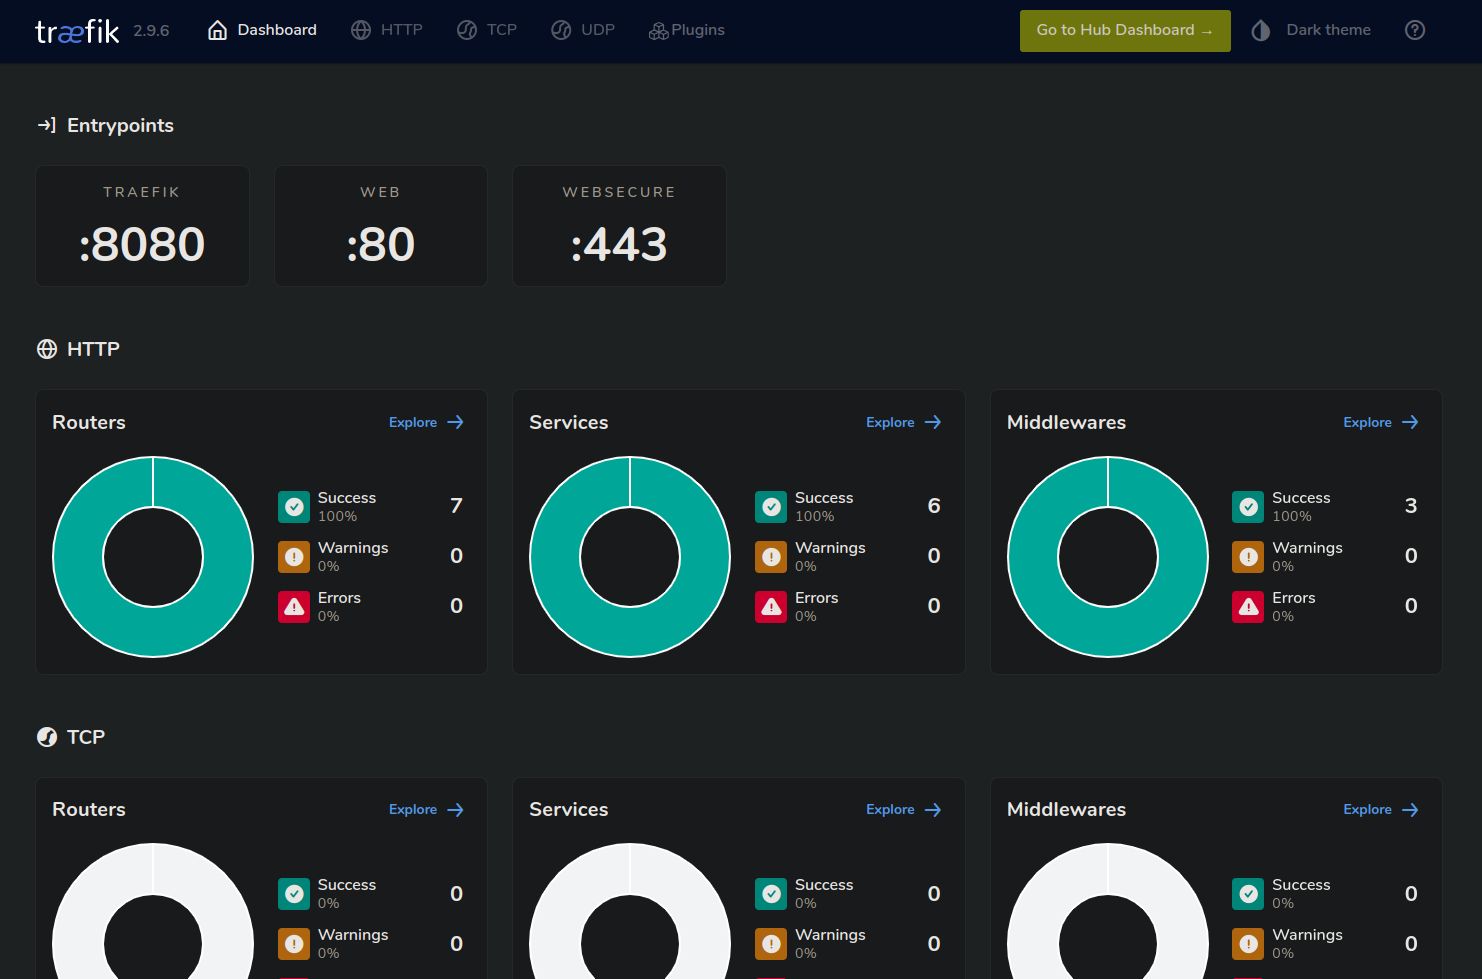 træfik 2.9.6 Dashboard HTTP TCP UDP Plugins Go to Hub Dashboard → Dark theme
Entrypoints
TRAEFIK WEB WEBSECURE
:8080 :80 :443
HTTP
Routers Explore Services Explore Middlewares Explore
Success 7 Success 6 Success 3
100% 100% 100%
Warnings 0 Warnings 0 Warnings 0
0% 0% 0%
Errors 0 Errors 0 Errors 0
0% 0% 0%
TCP
Routers Explore Services Explore Middlewares Explore
Success 0 Success 0 Success 0
0% 0% 0%
Warnings 0 Warnings 0 Warnings 0
0% 0% 0%